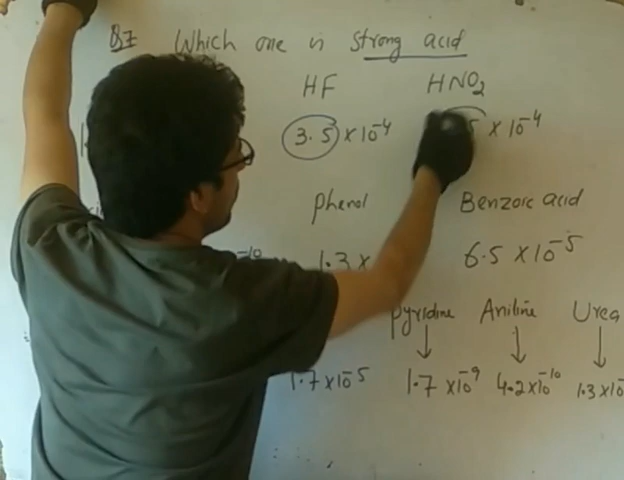 Q7 Which one is strong acid
HF HNO₂
3.5 × 10⁻⁴ 5 × 10⁻⁴
Phenol Benzoic acid
⁻¹⁰ 1.3 × 6.5 × 10⁻⁵
Pyridine Aniline Urea
1.7 × 10⁻⁵ 1.7 × 10⁻⁹ 4.2 × 10⁻¹⁰ 1.3 × 10⁻